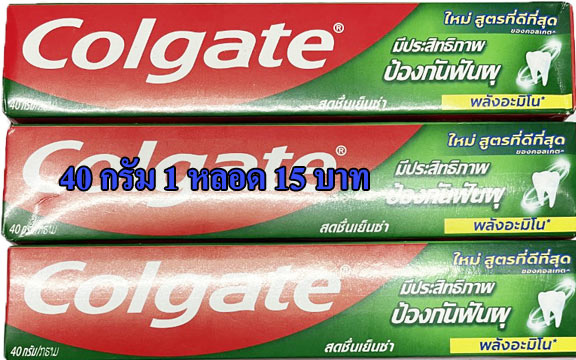 Colgate®
ใหม่ สูตรที่ดีที่สุด
ของคอลเกต*
มีประสิทธิภาพ
ป้องกันฟันผุ
พลังอะมิโน*
สดชื่นเย็นซ่า
40 กรัม/กราม
Colgate®
ใหม่ สูตรที่ดีที่สุด
ของคอลเกต*
มีประสิทธิภาพ
ป้องกันฟันผุ
พลังอะมิโน*
สดชื่นเย็นซ่า
40 กรัม/กราม
40 กรัม 1 หลอด 15 บาท
Colgate®
ใหม่ สูตรที่ดีที่สุด
ของคอลเกต*
มีประสิทธิภาพ
ป้องกันฟันผุ
พลังอะมิโน*
สดชื่นเย็นซ่า
40 กรัม/กราม